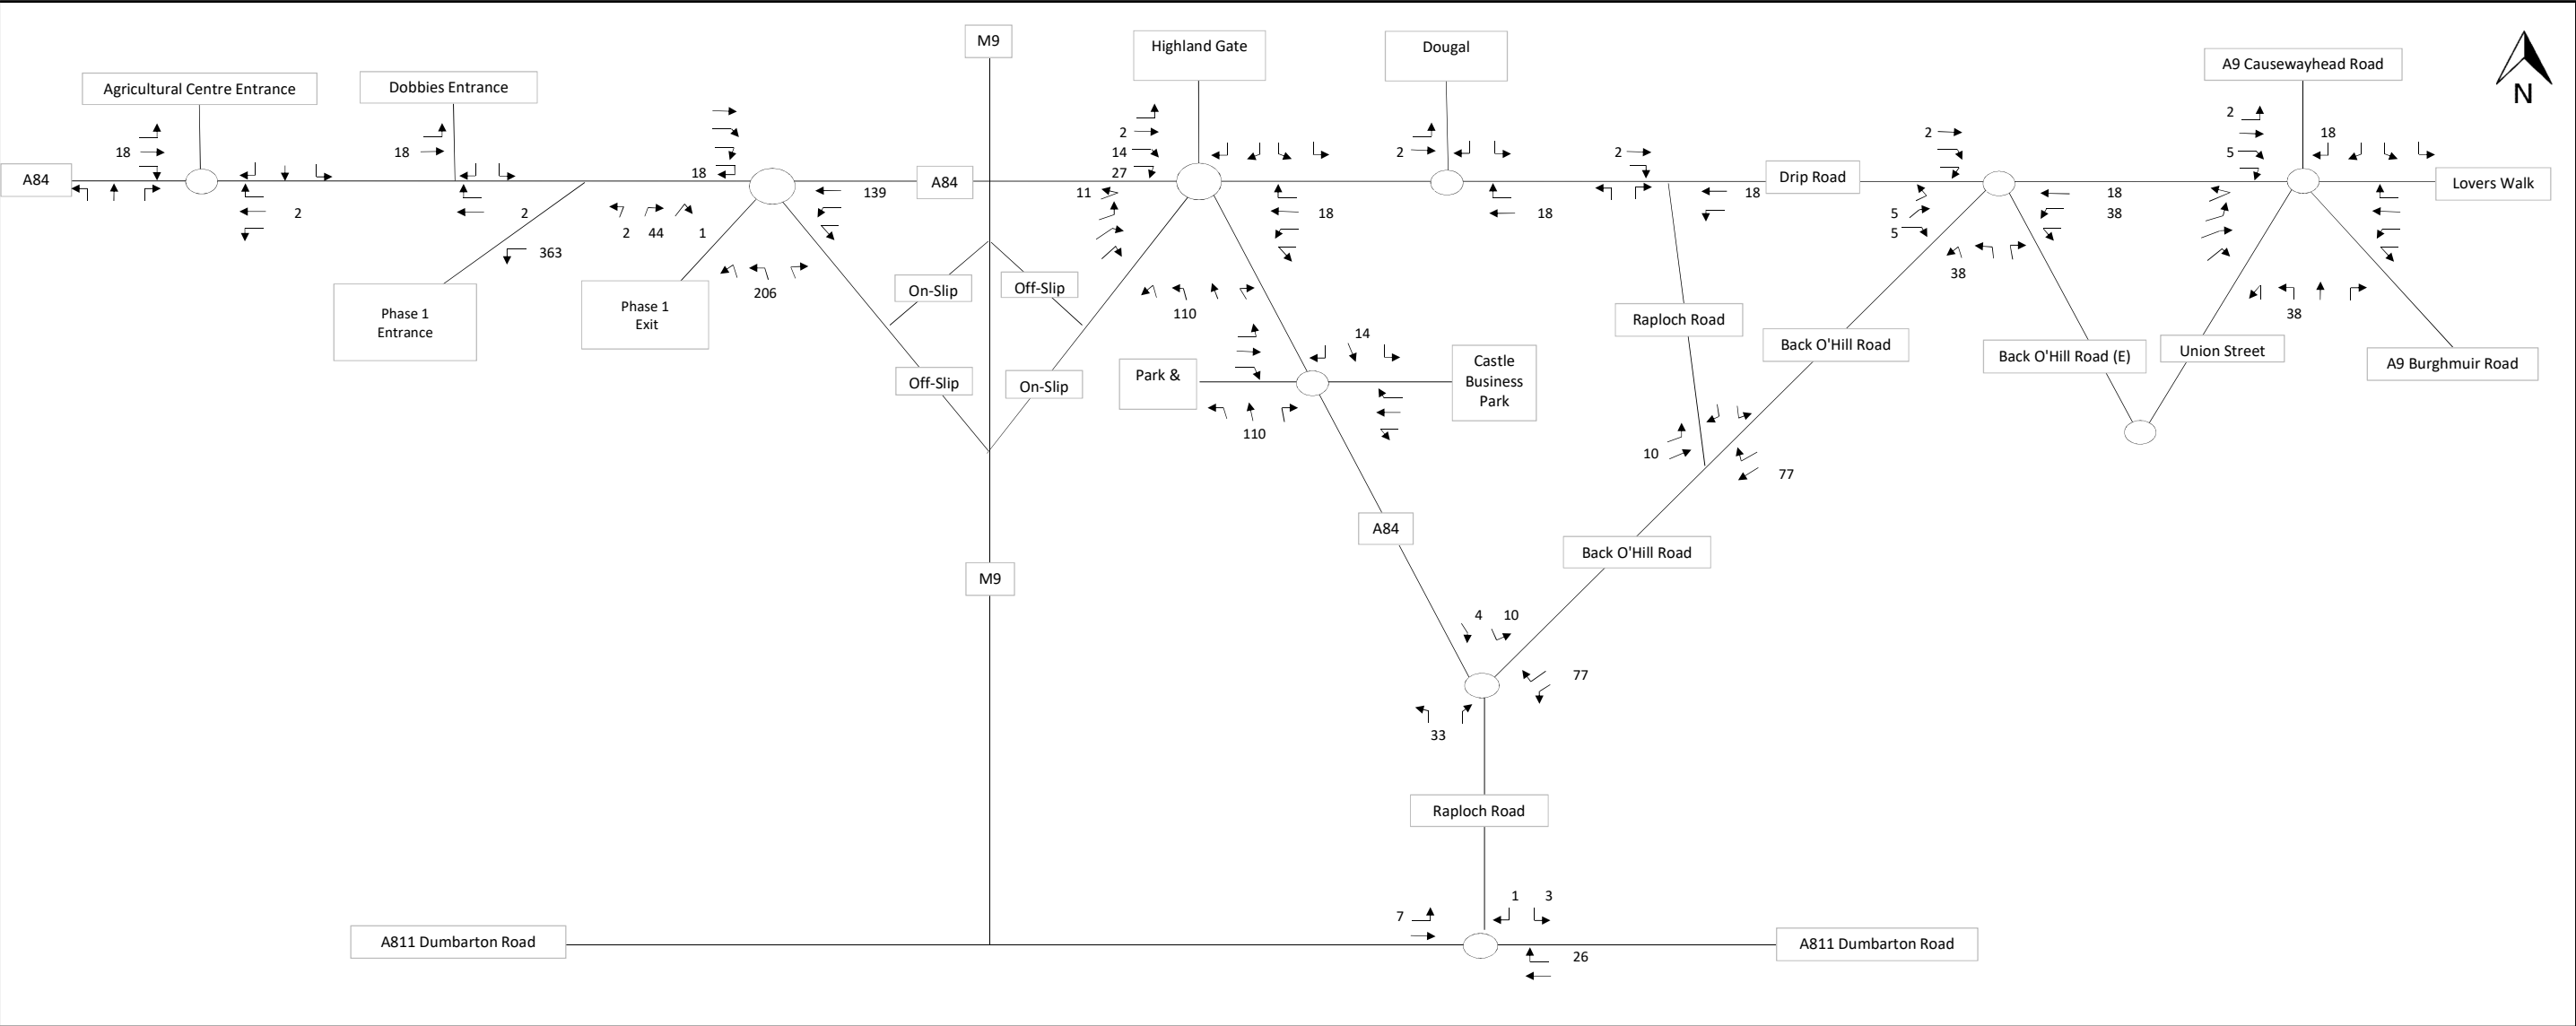 M9
Highland Gate
Dougal
A9 Causewayhead Road
N
Agricultural Centre Entrance
Dobbies Entrance
18
18
2
14
27
2
2
2
2
5
18
A84
18
139
A84
11
Drip Road
18
18
38
Lovers Walk
2
2
2 44 1
18
18
5
5
363
206
38
On-Slip
Off-Slip
110
38
Phase 1
Entrance
Phase 1
Exit
Raploch Road
Back O'Hill Road
Back O'Hill Road (E)
Union Street
A9 Burghmuir Road
14
Park &
Castle
Business
Park
Off-Slip
On-Slip
110
10
77
A84
Back O'Hill Road
M9
4 10
77
33
Raploch Road
1 3
7
A811 Dumbarton Road
A811 Dumbarton Road
26